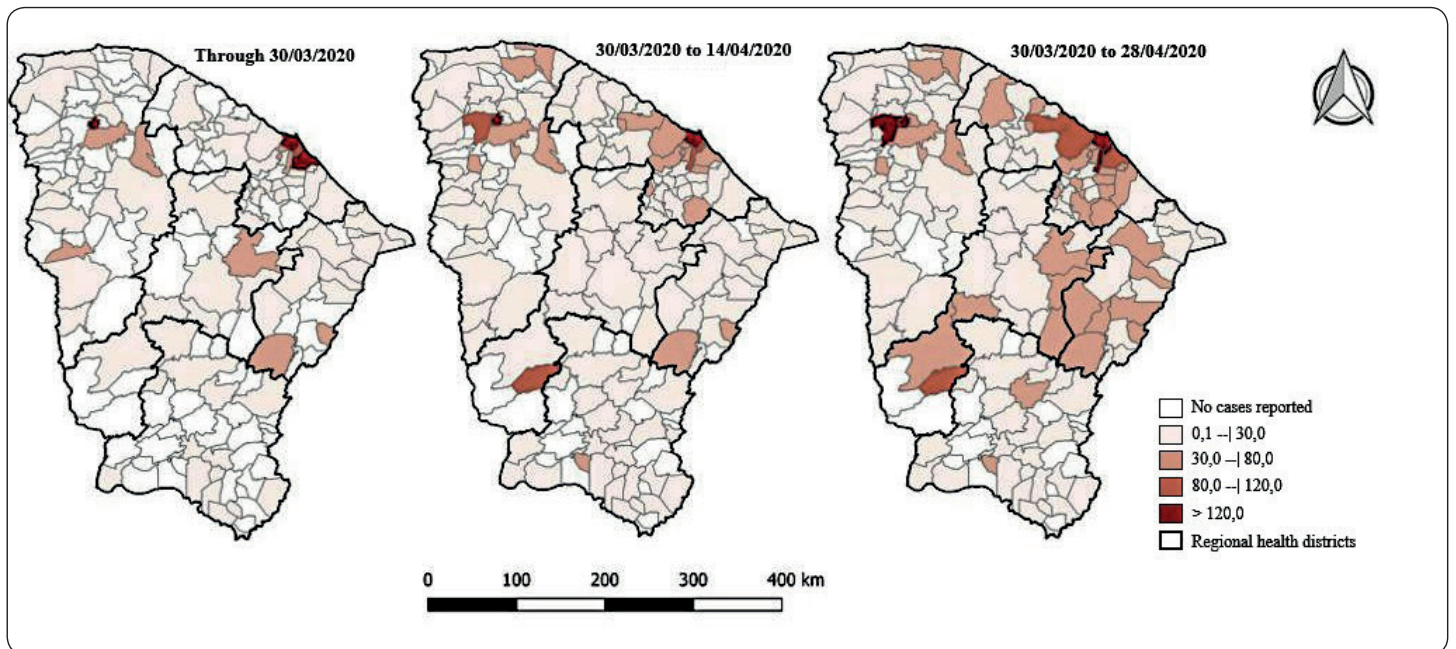 Through 30/03/2020
30/03/2020 to 14/04/2020
30/03/2020 to 28/04/2020
No cases reported
0,1 --| 30,0
30,0 --| 80,0
80,0 --| 120,0
> 120,0
Regional health districts
0 100 200 300 400 km